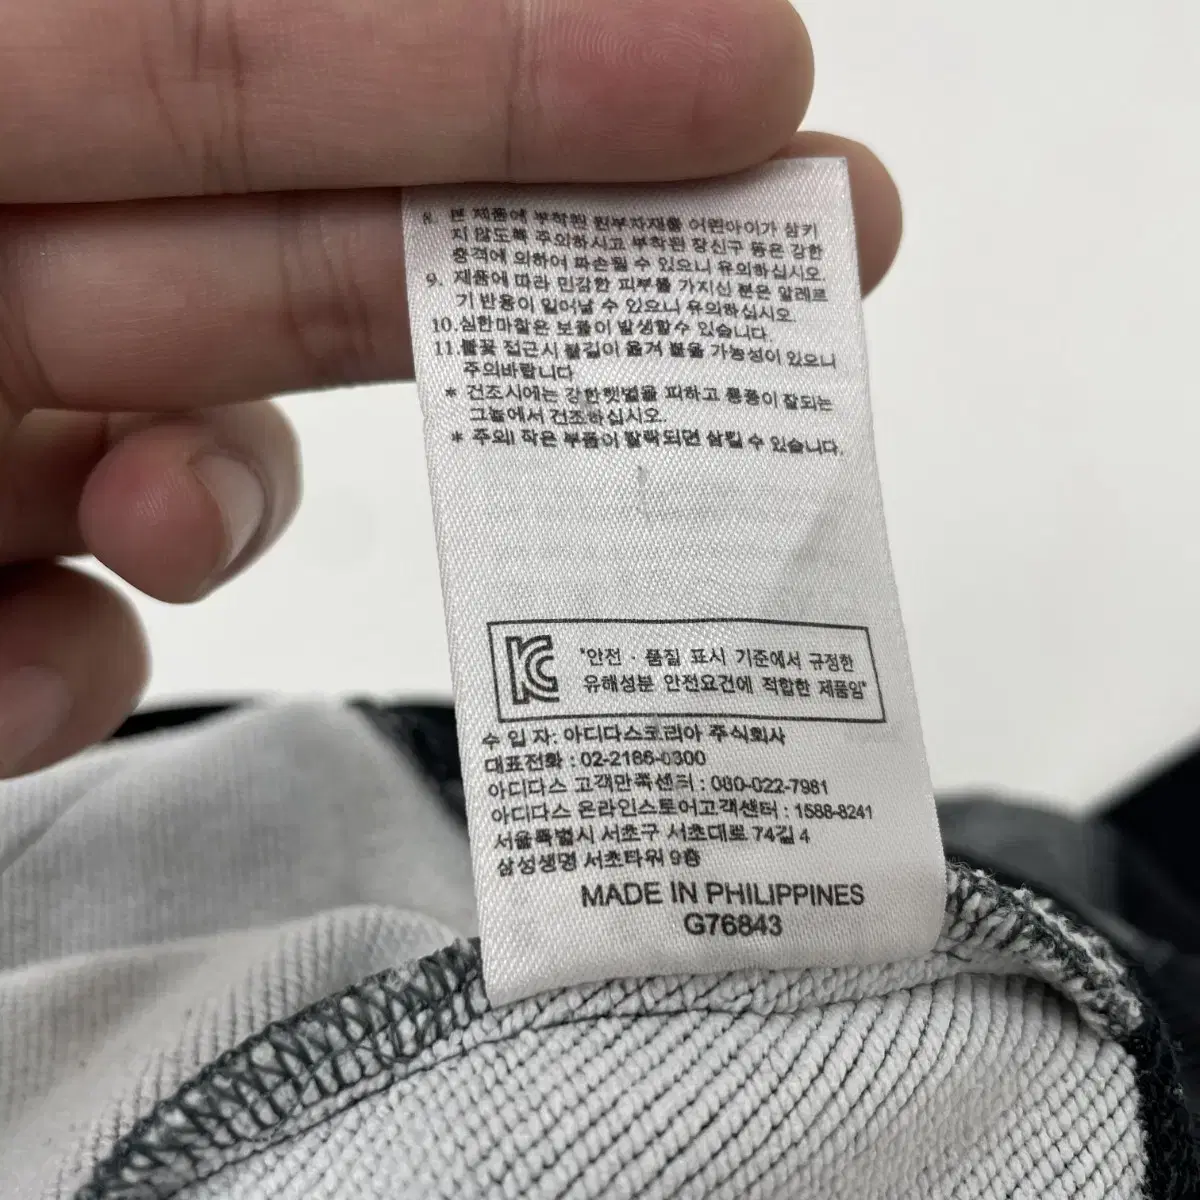 8. 본 제품에 부착된 원부자재를 어린아이가 삼키
지 않도록 주의하시고 부착된 장신구 등은 강한
충격에 의하여 파손될 수 있으니 유의하십시오.
9. 제품에 따라 민감한 피부를 가지신 분은 알레르
기 반응이 일어날 수 있으니 유의하십시오.
10.심한마찰은 보풀이 발생할수 있습니다.
11.불꽃 접근시 불길이 옮겨 붙을 가능성이 있으니
주의바랍니다
* 건조시에는 강한햇볕을 피하고 통풍이 잘되는
그늘에서 건조하십시오.
* 주의! 작은 부품이 탈락되면 삼킬 수 있습니다.
"안전 · 품질 표시 기준에서 규정한
유해성분 안전요건에 적합한 제품임"
수 입 자: 아디다스코리아 주식회사
대표전화 : 02-2186-0300
아디다스 고객만족센터 : 080-022-7981
아디다스 온라인스토어고객센터 : 1588-8241
서울특별시 서초구 서초대로 74길 4
삼성생명 서초타워 9층
MADE IN PHILIPPINES
G76843